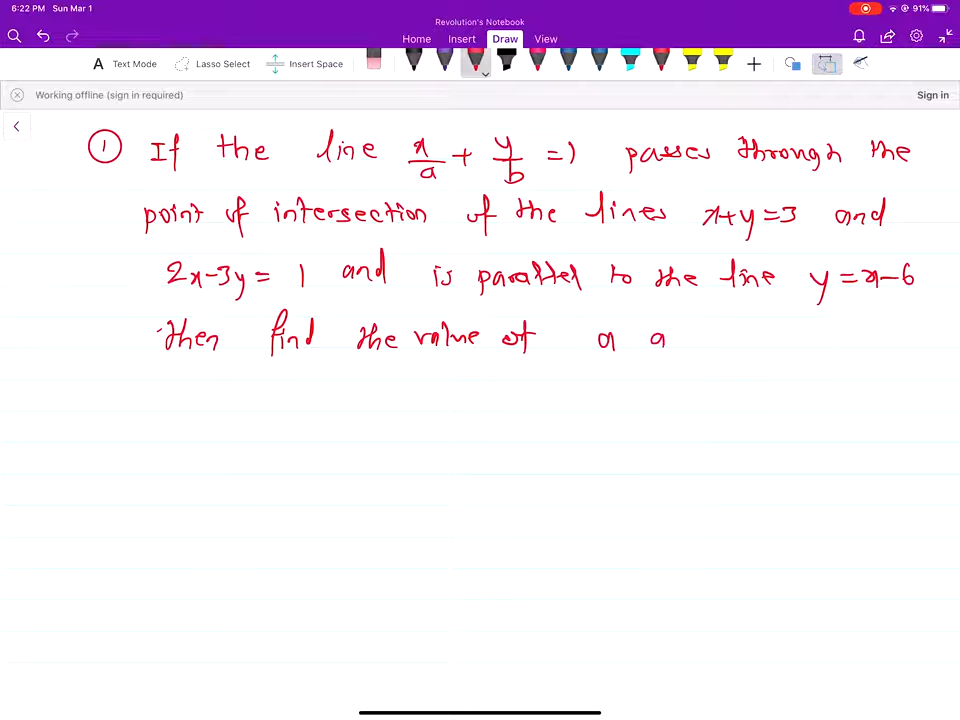 6:22 PM Sun Mar 1
91%
Revolution's Notebook
Home Insert Draw View
A Text Mode Lasso Select Insert Space
Working offline (sign in required) Sign in
① If the line x/a + y/b = 1 passes through the
point of intersection of the lines x+y=3 and
2x-3y= 1 and is parallel to the line y = x-6
then find the value of a a